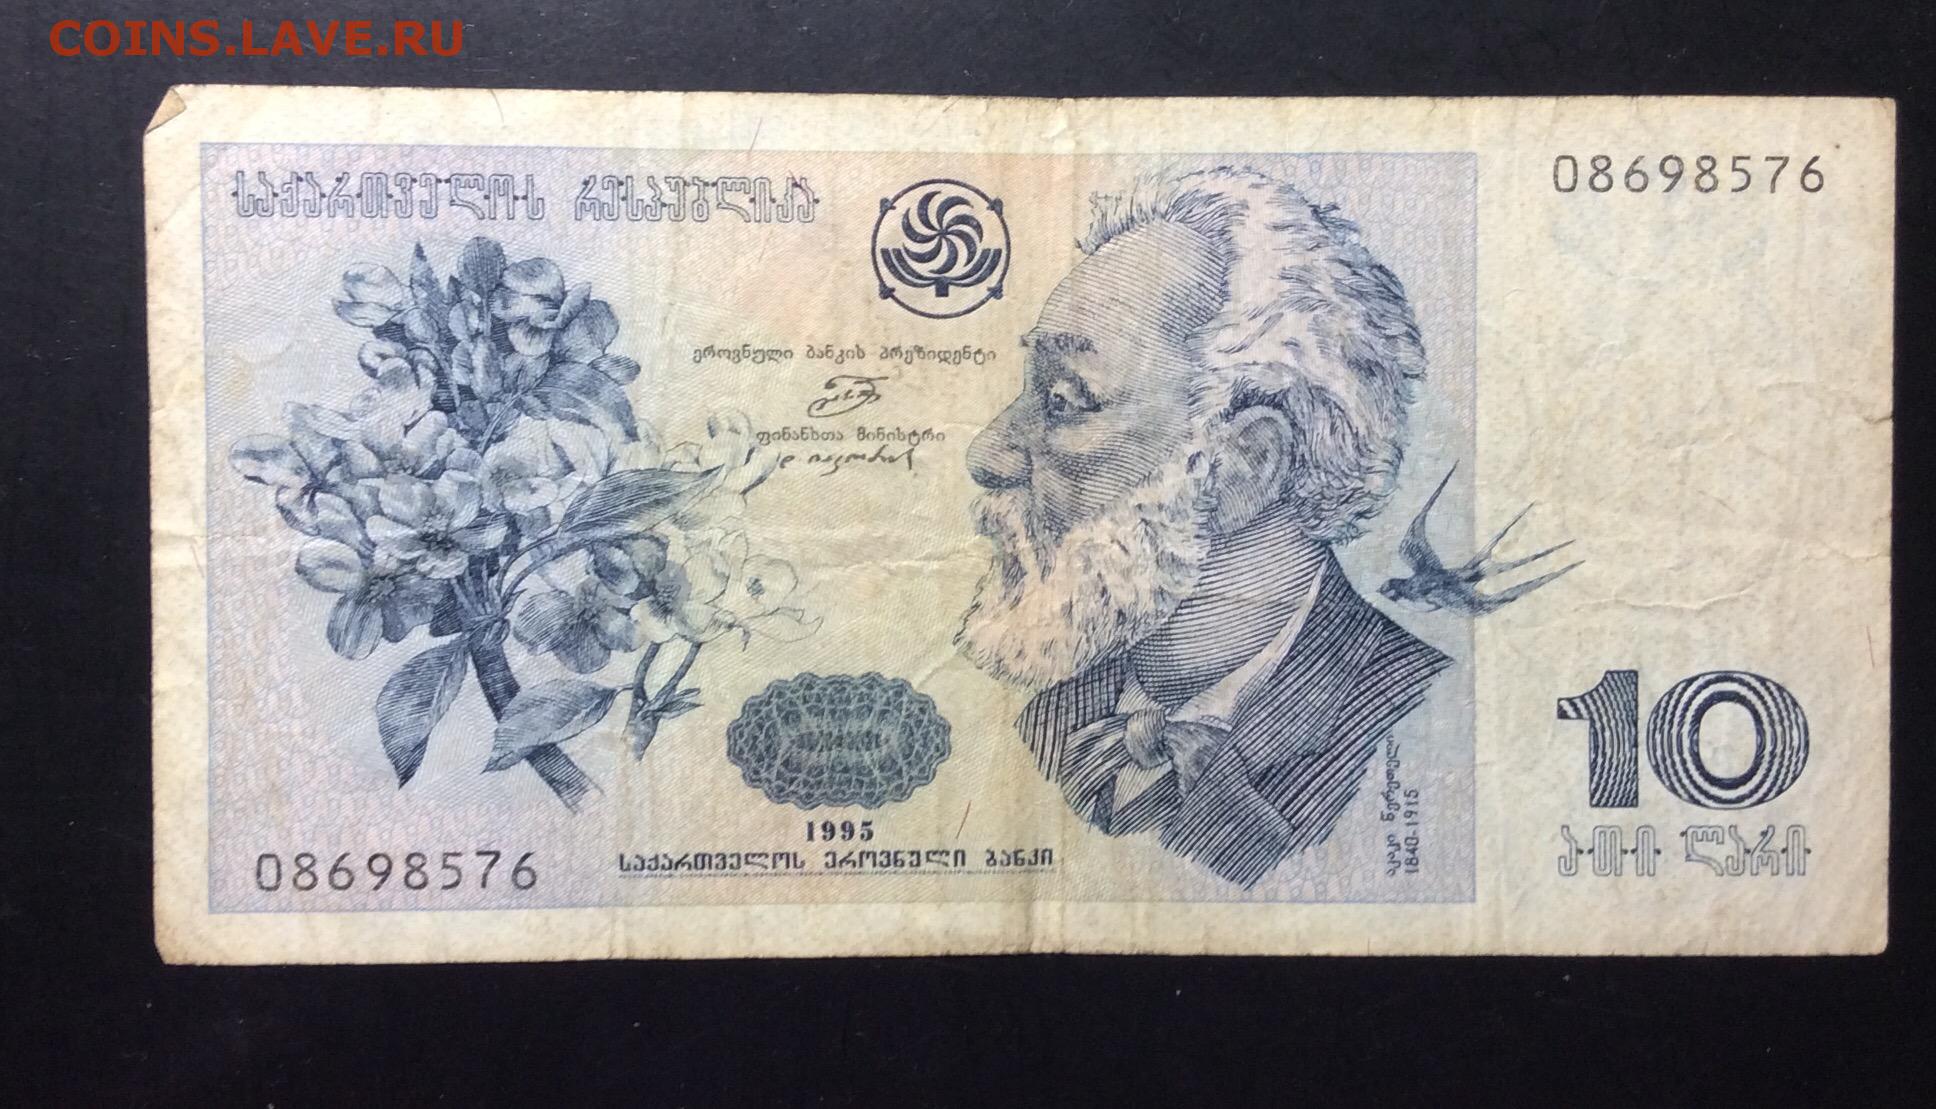 COINS.LAVE.RU
საქართველოს რესპუბლიკა
08698576
ეროვნული ბანკის პრეზიდენტი
ფინანსთა მინისტრი
აკაკი წერეთელი
1840-1915
10
ათი ლარი
1995
საქართველოს ეროვნული ბანკი
08698576